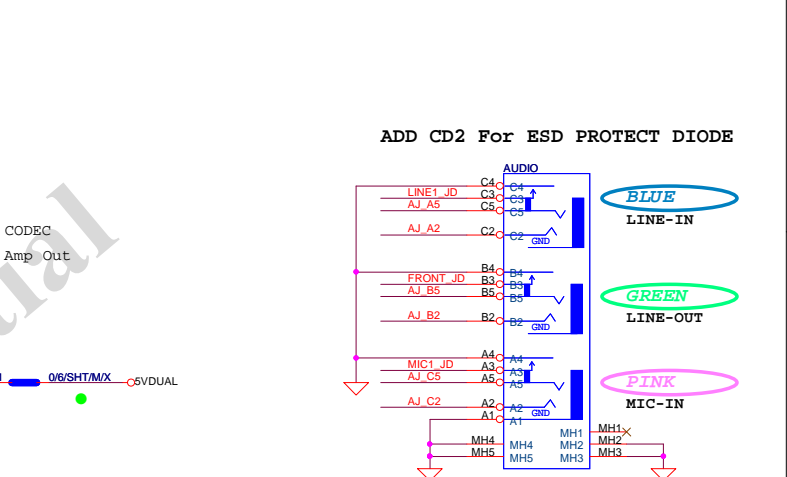 ADD CD2 For ESD PROTECT DIODE
AUDIO
C4 C4
LINE1_JD C3 C3
AJ_A5 C5 C5
BLUE
LINE-IN
AJ_A2 C2 C2
GND
CODEC
Amp Out
B4 B4
FRONT_JD B3 B3
AJ_B5 B5 B5
GREEN
LINE-OUT
AJ_B2 B2 B2
GND
A4 A4
MIC1_JD A3 A3
AJ_C5 A5 A5
PINK
MIC-IN
0/6/SHT/M/X 5VDUAL
AJ_C2 A2 A2
GND
A1 A1
MH1 MH1
MH4 MH4 MH2 MH2
MH5 MH5 MH3 MH3